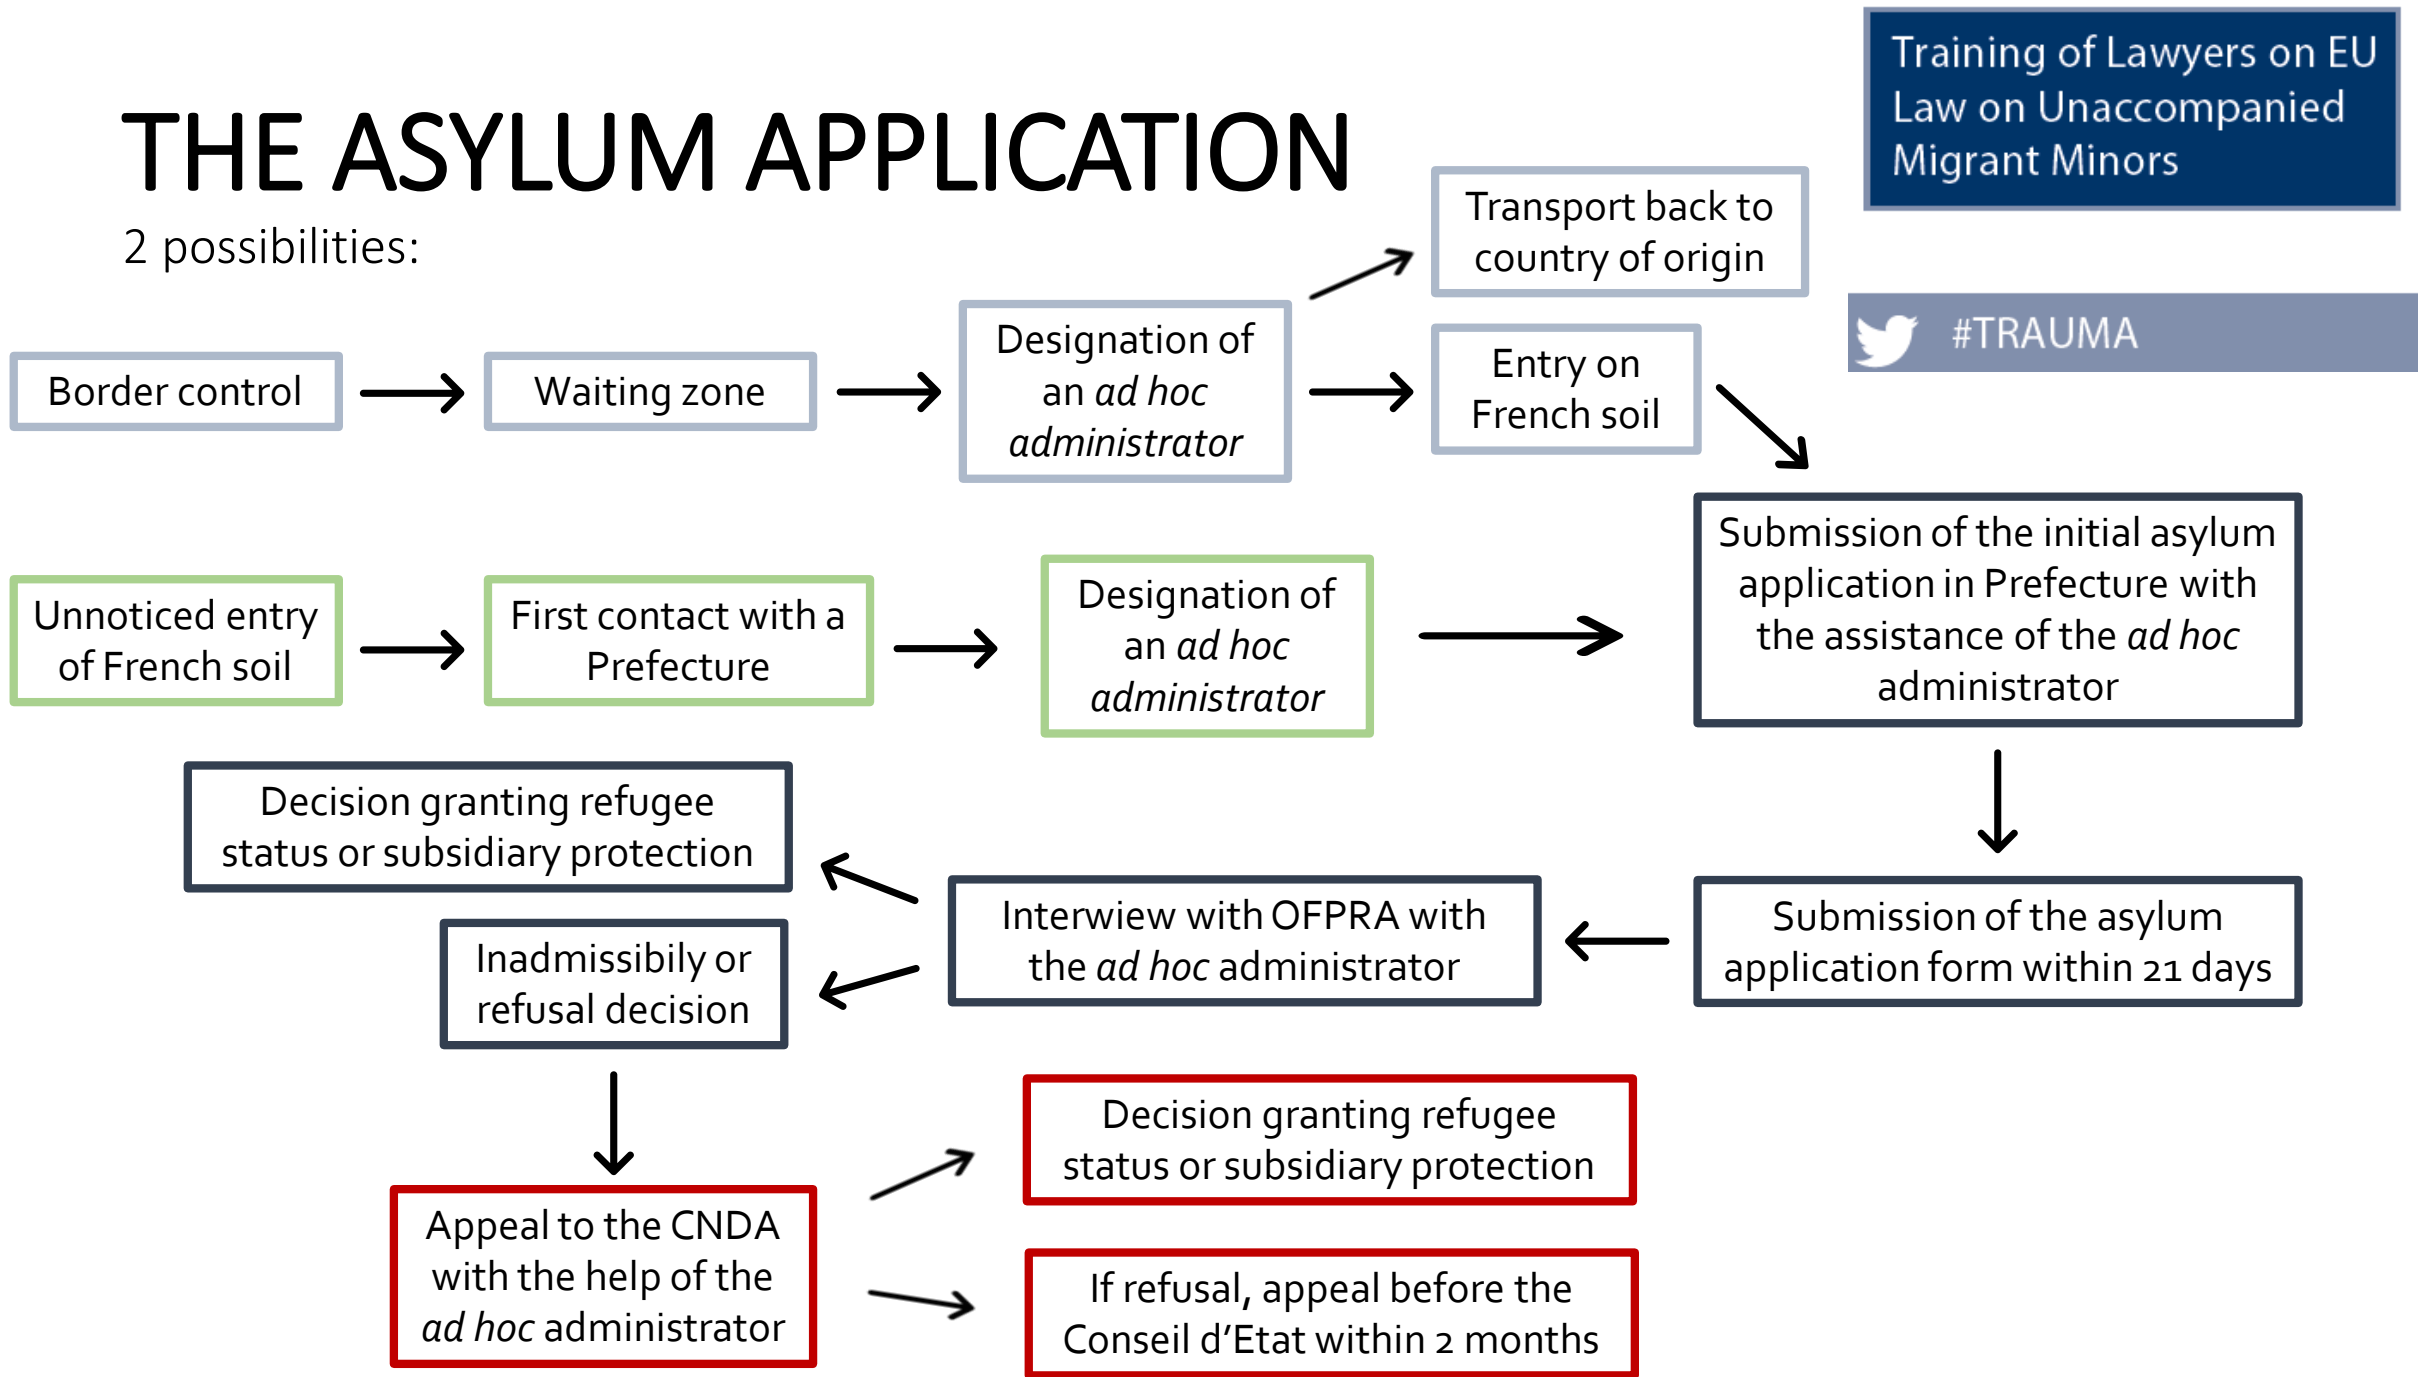 Training of Lawyers on EU
Law on Unaccompanied
Migrant Minors
THE ASYLUM APPLICATION
2 possibilities:
Transport back to
country of origin
#TRAUMA
Border control
Waiting zone
Designation of
an ad hoc
administrator
Entry on
French soil
Unnoticed entry
of French soil
First contact with a
Prefecture
Designation of
an ad hoc
administrator
Submission of the initial asylum
application in Prefecture with
the assistance of the ad hoc
administrator
Submission of the asylum
application form within 21 days
Interwiew with OFPRA with
the ad hoc administrator
Decision granting refugee
status or subsidiary protection
Inadmissibily or
refusal decision
Appeal to the CNDA
with the help of the
ad hoc administrator
Decision granting refugee
status or subsidiary protection
If refusal, appeal before the
Conseil d’Etat within 2 months